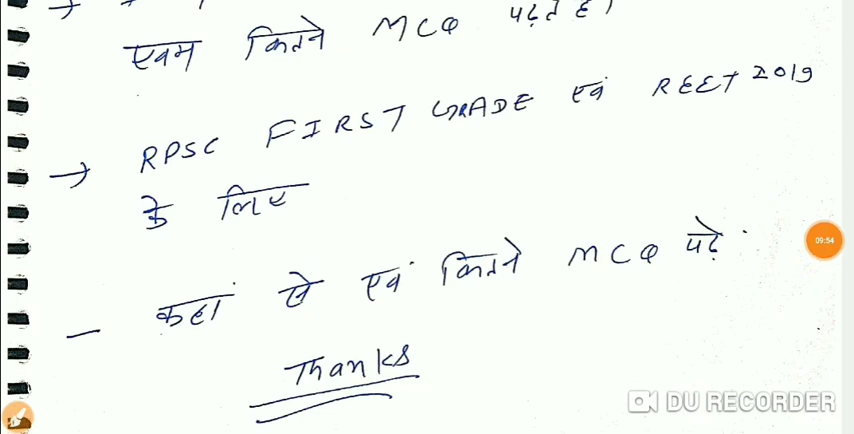 →
एवम कितने MCQ पढ़ते है।
→ RPSC FIRST GRADE एवं REET 2019
के लिए
- कहां से एवं कितने MCQ पढ़े
Thanks
09:54
DU RECORDER